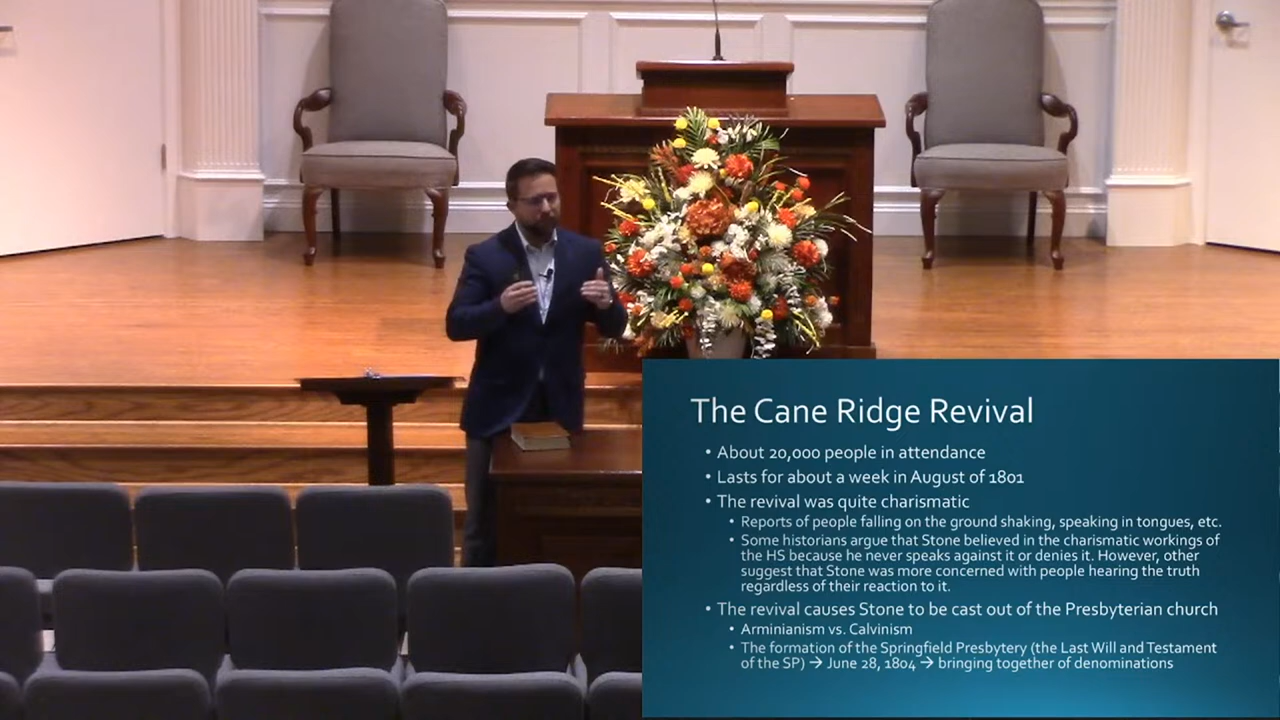 The Cane Ridge Revival
• About 20,000 people in attendance
• Lasts for about a week in August of 1801
• The revival was quite charismatic
• Reports of people falling on the ground shaking, speaking in tongues, etc.
• Some historians argue that Stone believed in the charismatic workings of
the HS because he never speaks against it or denies it. However, other
suggest that Stone was more concerned with people hearing the truth
regardless of their reaction to it.
• The revival causes Stone to be cast out of the Presbyterian church
• Arminianism vs. Calvinism
• The formation of the Springfield Presbytery (the Last Will and Testament
of the SP) → June 28, 1804 → bringing together of denominations